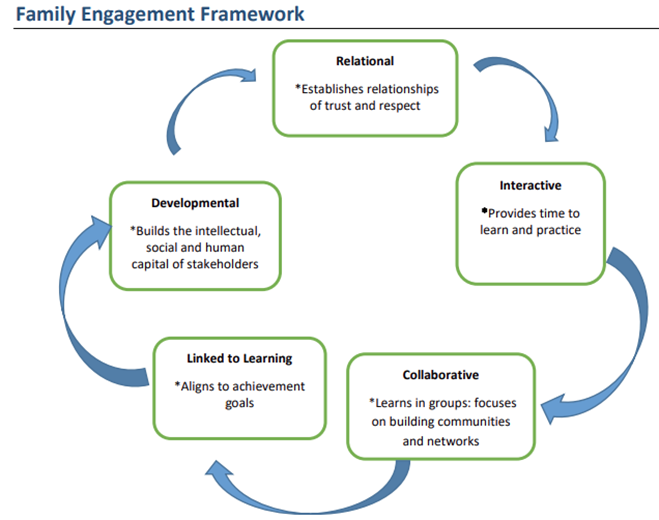 Family Engagement Framework
Relational
*Establishes relationships
of trust and respect
Interactive
*Provides time to
learn and practice
Collaborative
*Learns in groups: focuses
on building communities
and networks
Linked to Learning
*Aligns to achievement
goals
Developmental
*Builds the intellectual,
social and human
capital of stakeholders